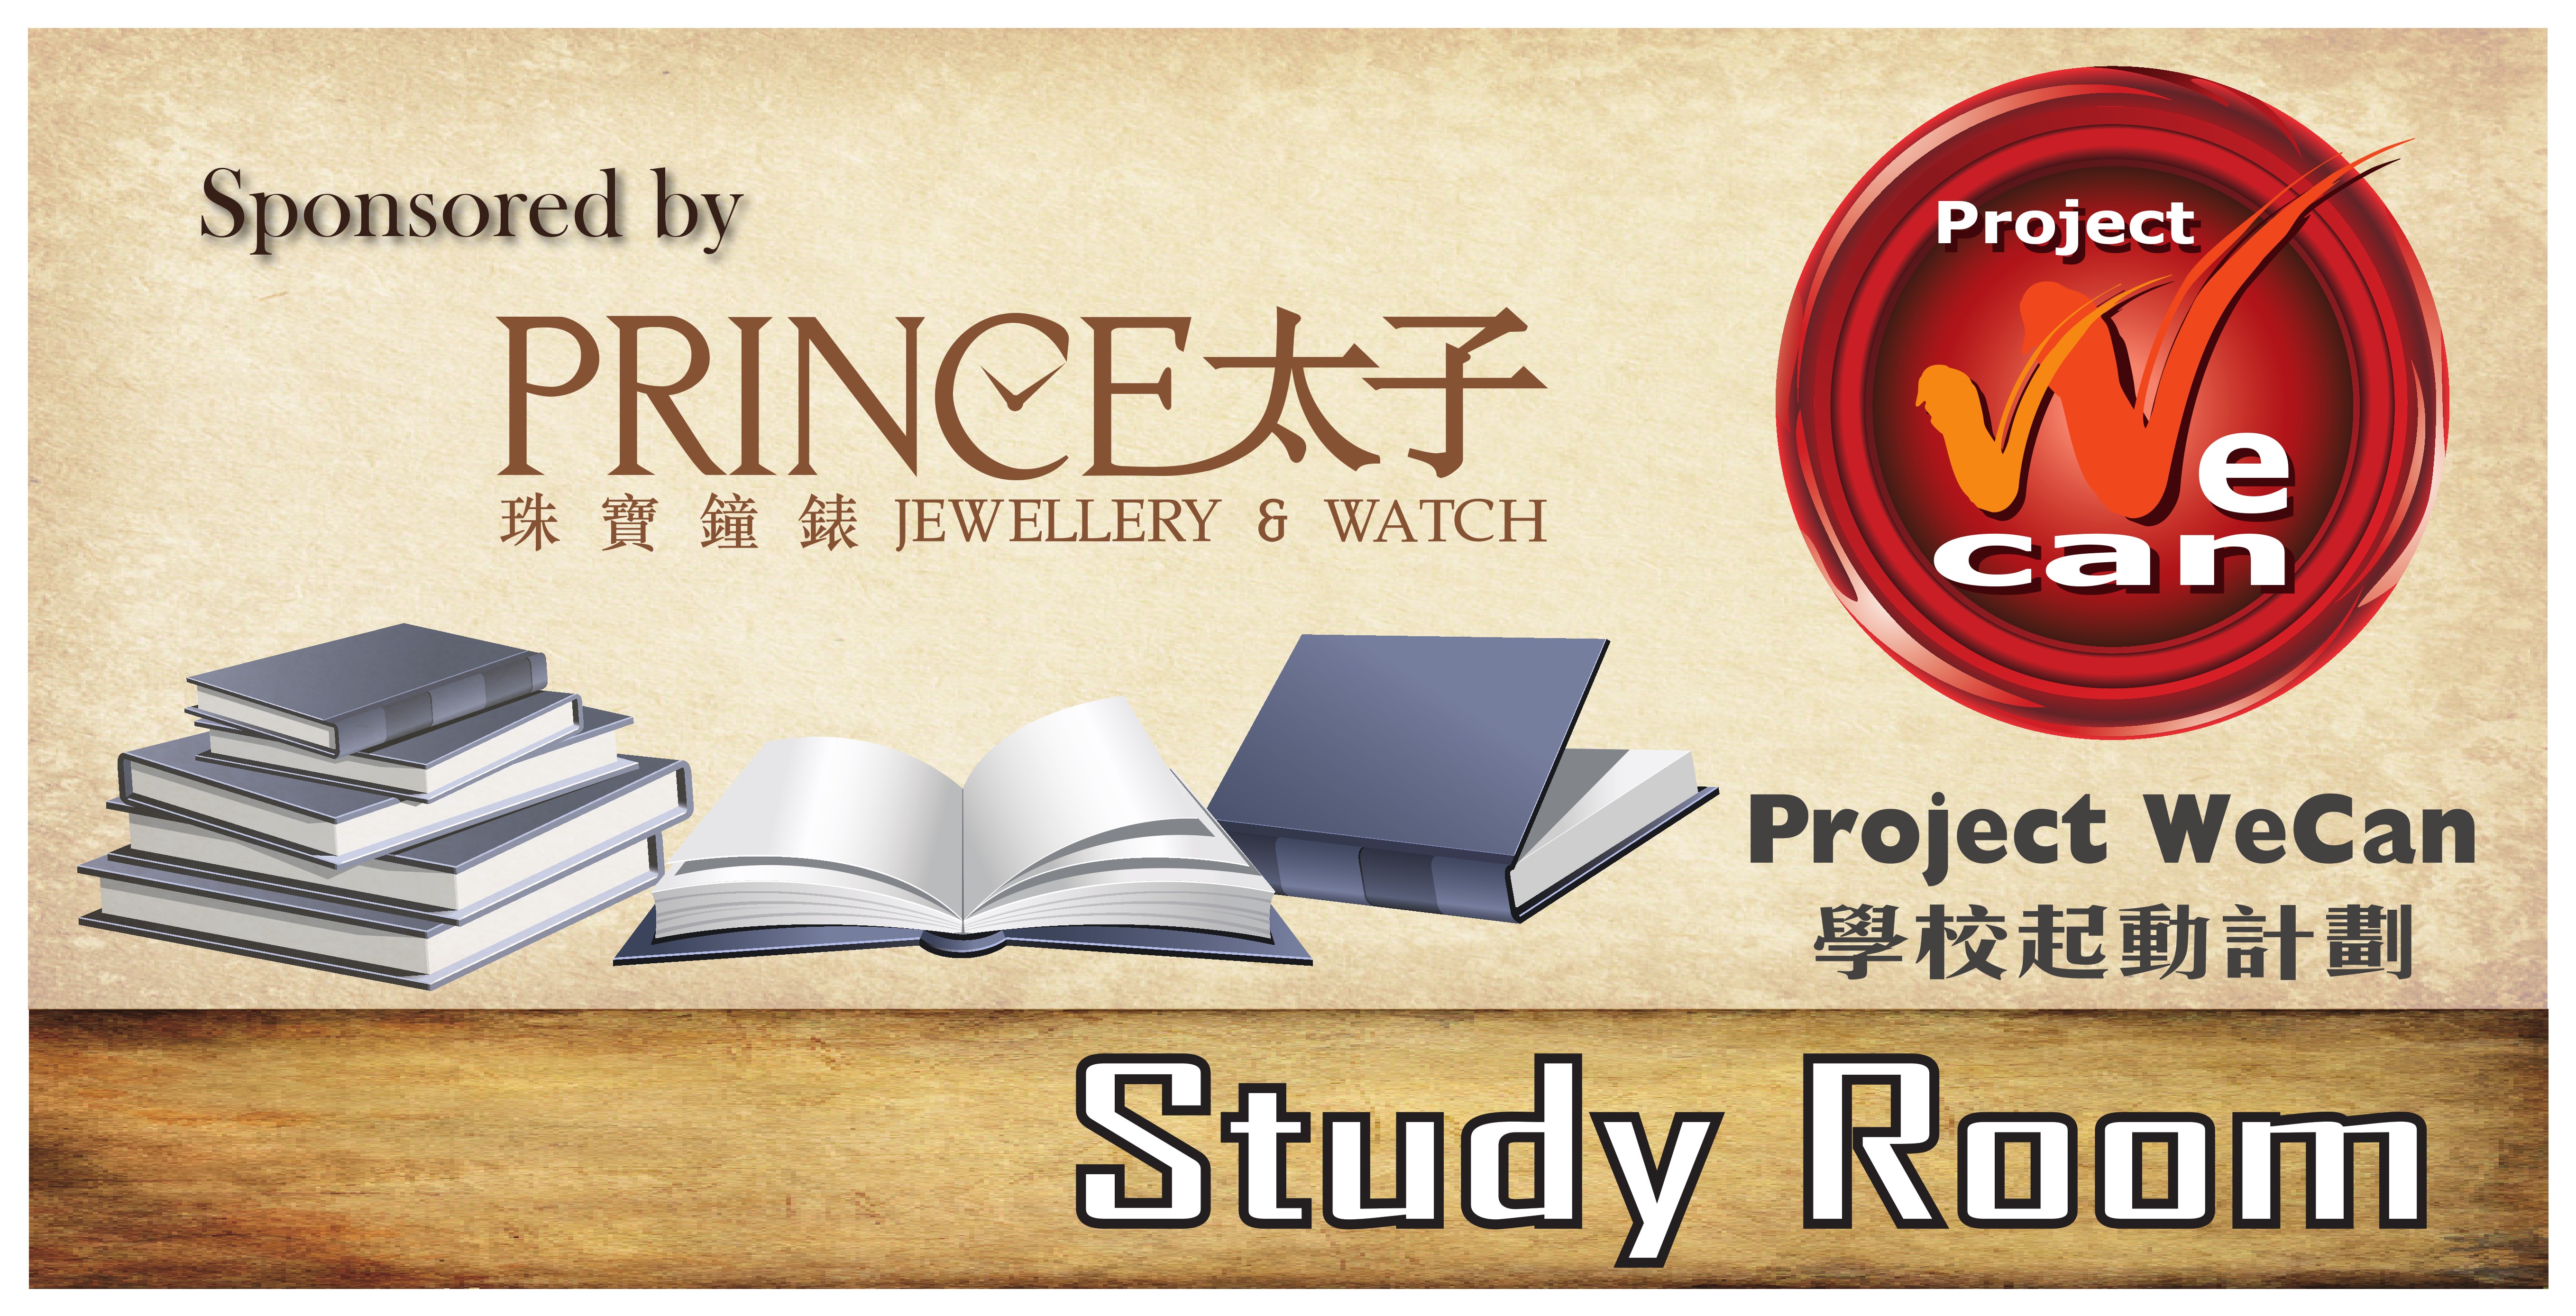 Sponsored by
PRINCE太子
珠寶鐘錶 JEWELLERY & WATCH
Project
We
can
Project WeCan
學校起動計劃
Study Room